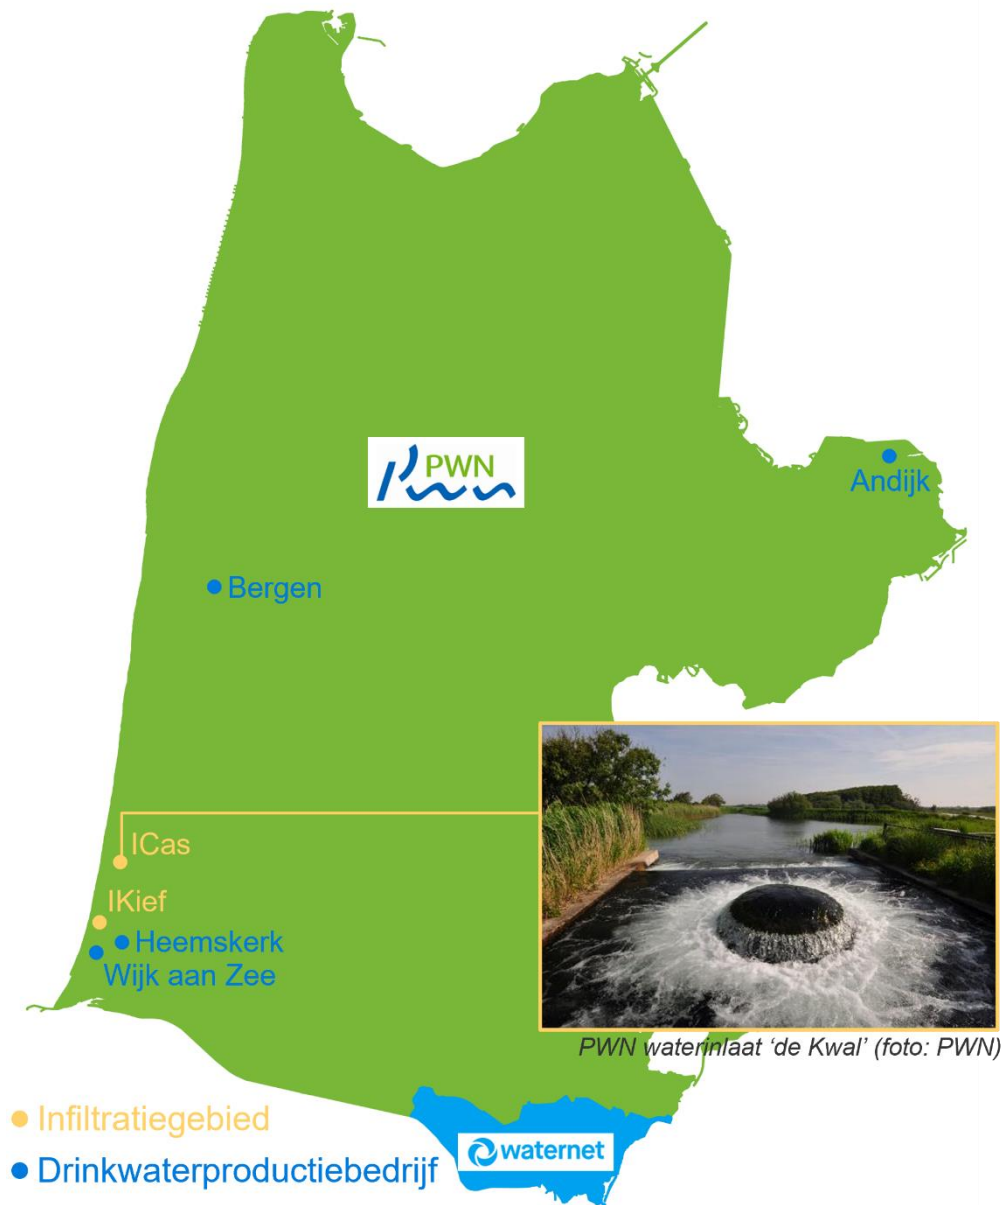 PWN
Andijk
Bergen
ICas
IKief
Heemskerk
Wijk aan Zee
PWN waterinlaat ‘de Kwal’ (foto: PWN)
Infiltratiegebied
Drinkwaterproductiebedrijf
waternet